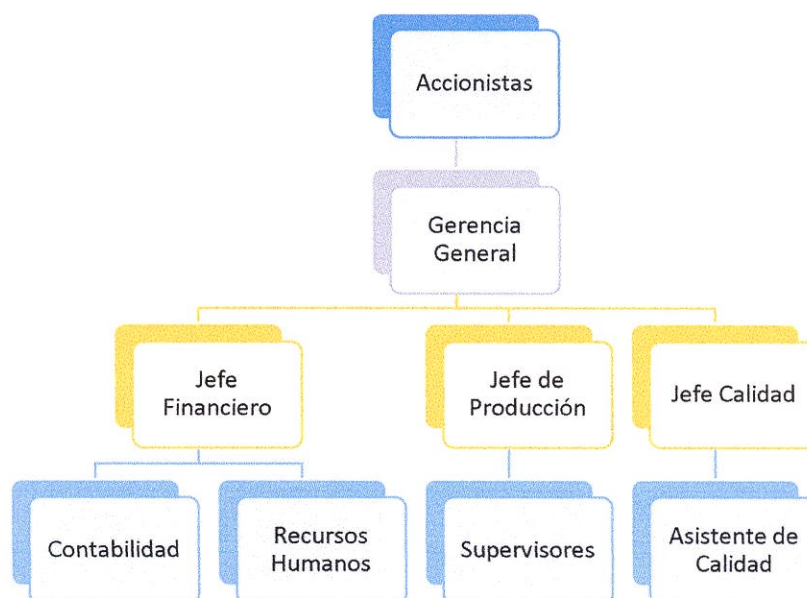 Accionistas
Gerencia
General
Jefe
Financiero
Jefe de
Producción
Jefe Calidad
Contabilidad
Recursos
Humanos
Supervisores
Asistente de
Calidad